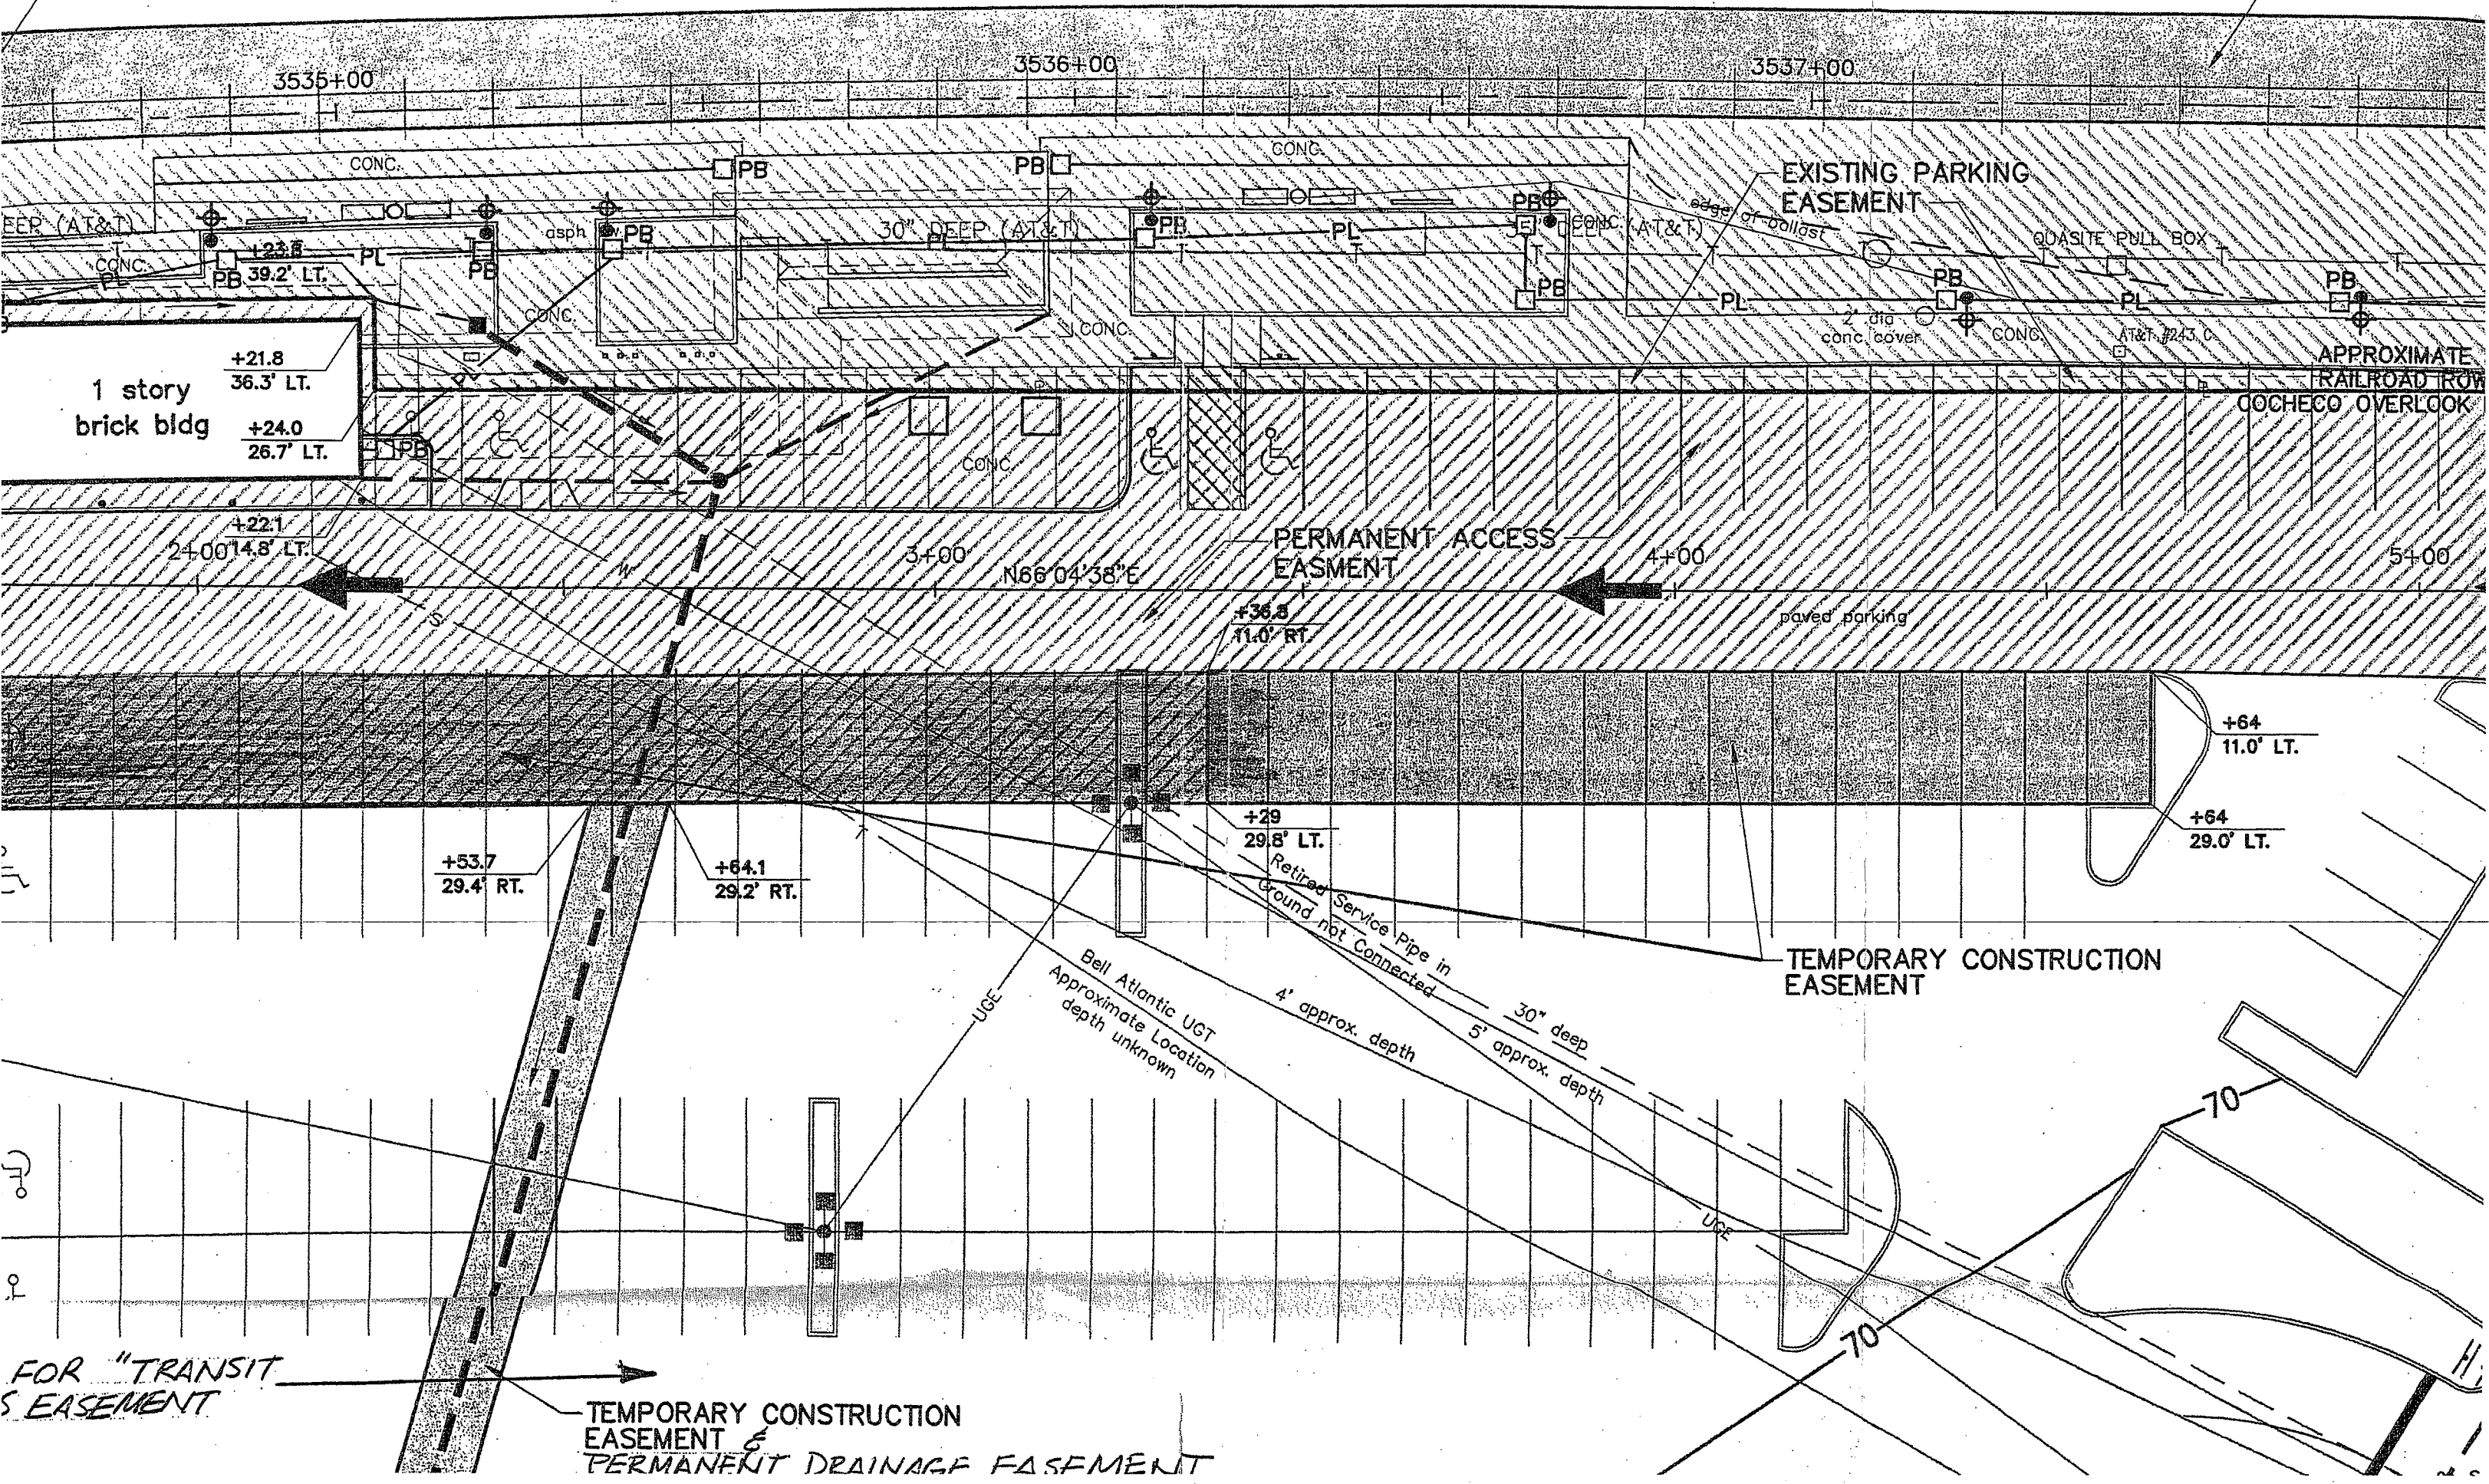 3535+00
3536+00
3537+00
CONC.
PB
PB
CONC.
EXISTING PARKING
EASEMENT
EEP (AT&T)
asph
PB
30" DEEP (AT&T)
PB
PL
PB
CONC.
DEEP (AT&T)
edge of ballast
QUASITE PULL BOX
CONC.
PL
PB
+23.8
39.2' LT.
PL
PB
PL
PB
PB
PL
PB
PL
PB
CONC.
CONC.
2' dia
conc. cover
CONC.
AT&T #243 C
APPROXIMATE
RAILROAD ROW
COCHECO OVERLOOK
1 story
brick bldg
+21.8
36.3' LT.
PL
+24.0
26.7' LT.
PB
CONC.
+22.1
14.8' LT.
2+00
3+00
N66°04'38"E
PERMANENT ACCESS
EASMENT
4+00
5+00
W
S
+36.8
11.0' RT.
paved parking
+64
11.0' LT.
+64
29.0' LT.
+29
29.8' LT.
T
+53.7
29.4' RT.
+64.1
29.2' RT.
Retired Service Pipe in
Ground not Connected
TEMPORARY CONSTRUCTION
EASEMENT
UGE
Bell Atlantic UGT
Approximate Location
depth unknown
4' approx. depth
5' approx. depth
30" deep
70
UGE
70
FOR "TRANSIT
S EASEMENT
TEMPORARY CONSTRUCTION
EASEMENT &
PERMANENT DRAINAGE EASEMENT